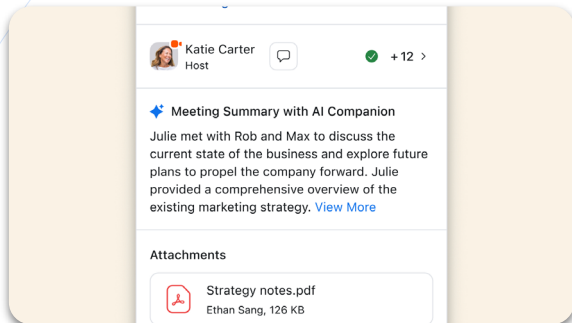 Katie Carter
Host
+12
Meeting Summary with AI Companion
Julie met with Rob and Max to discuss the
current state of the business and explore future
plans to propel the company forward. Julie
provided a comprehensive overview of the
existing marketing strategy. View More
Attachments
Strategy notes.pdf
Ethan Sang, 126 KB